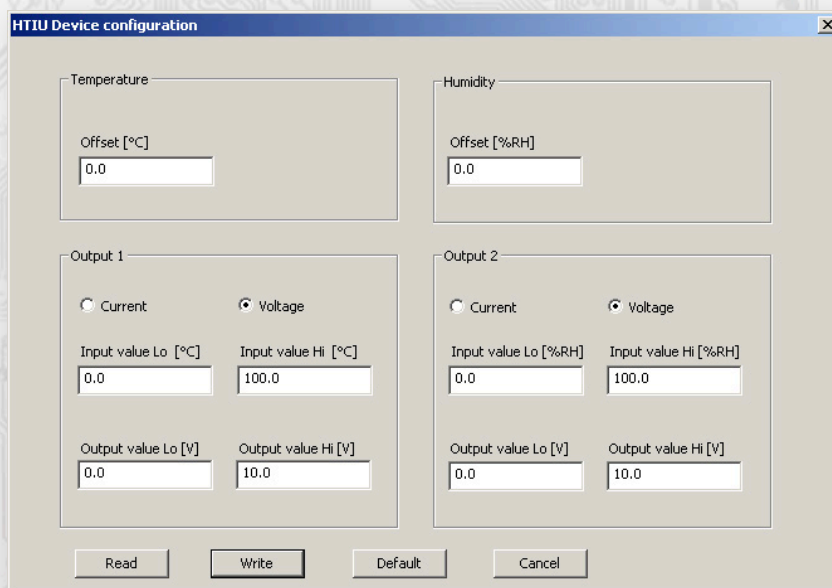 HTIU Device configuration
Temperature
Humidity
Offset [°C]
Offset [%RH]
0.0
0.0
Output 1
Output 2
Current
Voltage
Current
Voltage
Input value Lo [°C]
Input value Hi [°C]
Input value Lo [%RH]
Input value Hi [%RH]
0.0
100.0
0.0
100.0
Output value Lo [V]
Output value Hi [V]
Output value Lo [V]
Output value Hi [V]
0.0
10.0
0.0
10.0
Read
Write
Default
Cancel